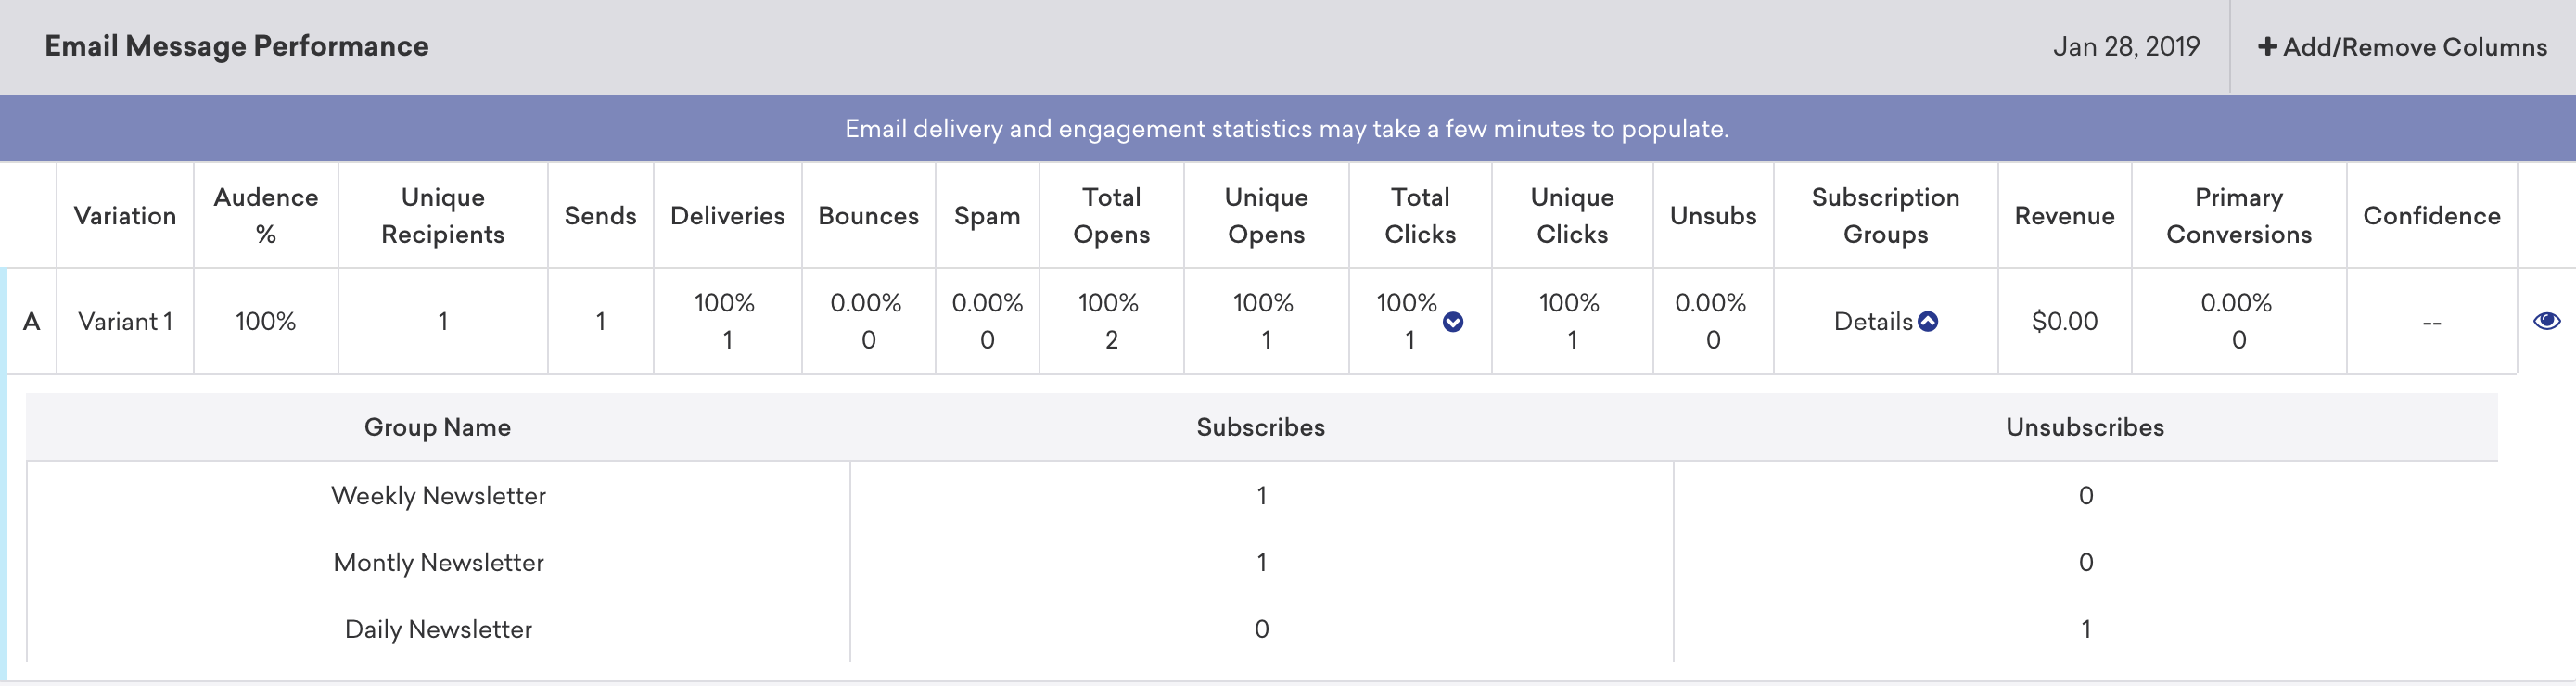 Email Message Performance
Jan 28, 2019
+ Add/Remove Columns
Email delivery and engagement statistics may take a few minutes to populate.
Variation
Audence
%
Unique
Recipients
Sends
Deliveries
Bounces
Spam
Total
Opens
Unique
Opens
Total
Clicks
Unique
Clicks
Unsubs
Subscription
Groups
Revenue
Primary
Conversions
Confidence
A
Variant 1
100%
1
1
100%
1
0.00%
0
0.00%
0
100%
2
100%
1
100%
1
100%
1
0.00%
0
Details
$0.00
0.00%
0
--
Group Name Subscribes Unsubscribes
Weekly Newsletter 1 0
Montly Newsletter 1 0
Daily Newsletter 0 1